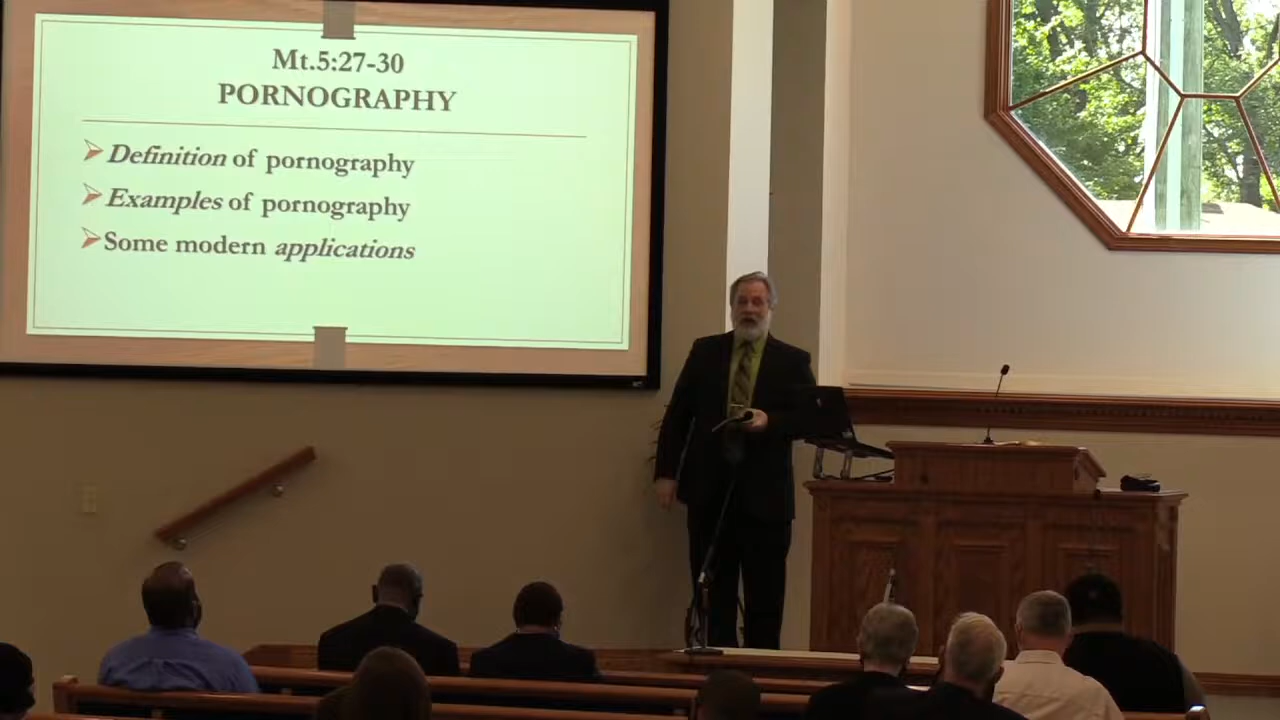 Mt.5:27-30
PORNOGRAPHY
Definition of pornography
Examples of pornography
Some modern applications